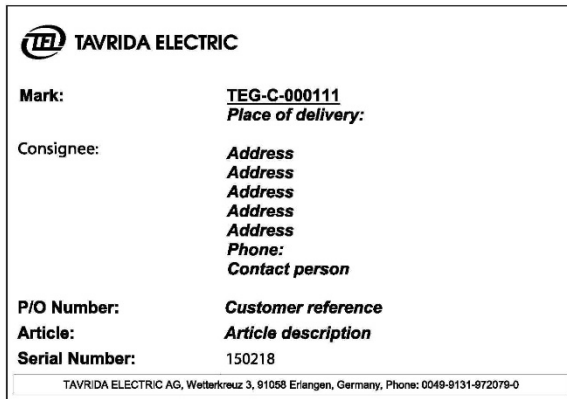 TEL TAVRIDA ELECTRIC
Mark: TEG-C-000111
Place of delivery:
Consignee: Address
Address
Address
Address
Address
Phone:
Contact person
P/O Number: Customer reference
Article: Article description
Serial Number: 150218
TAVRIDA ELECTRIC AG, Wetterkreuz 3, 91058 Erlangen, Germany, Phone: 0049-9131-972079-0